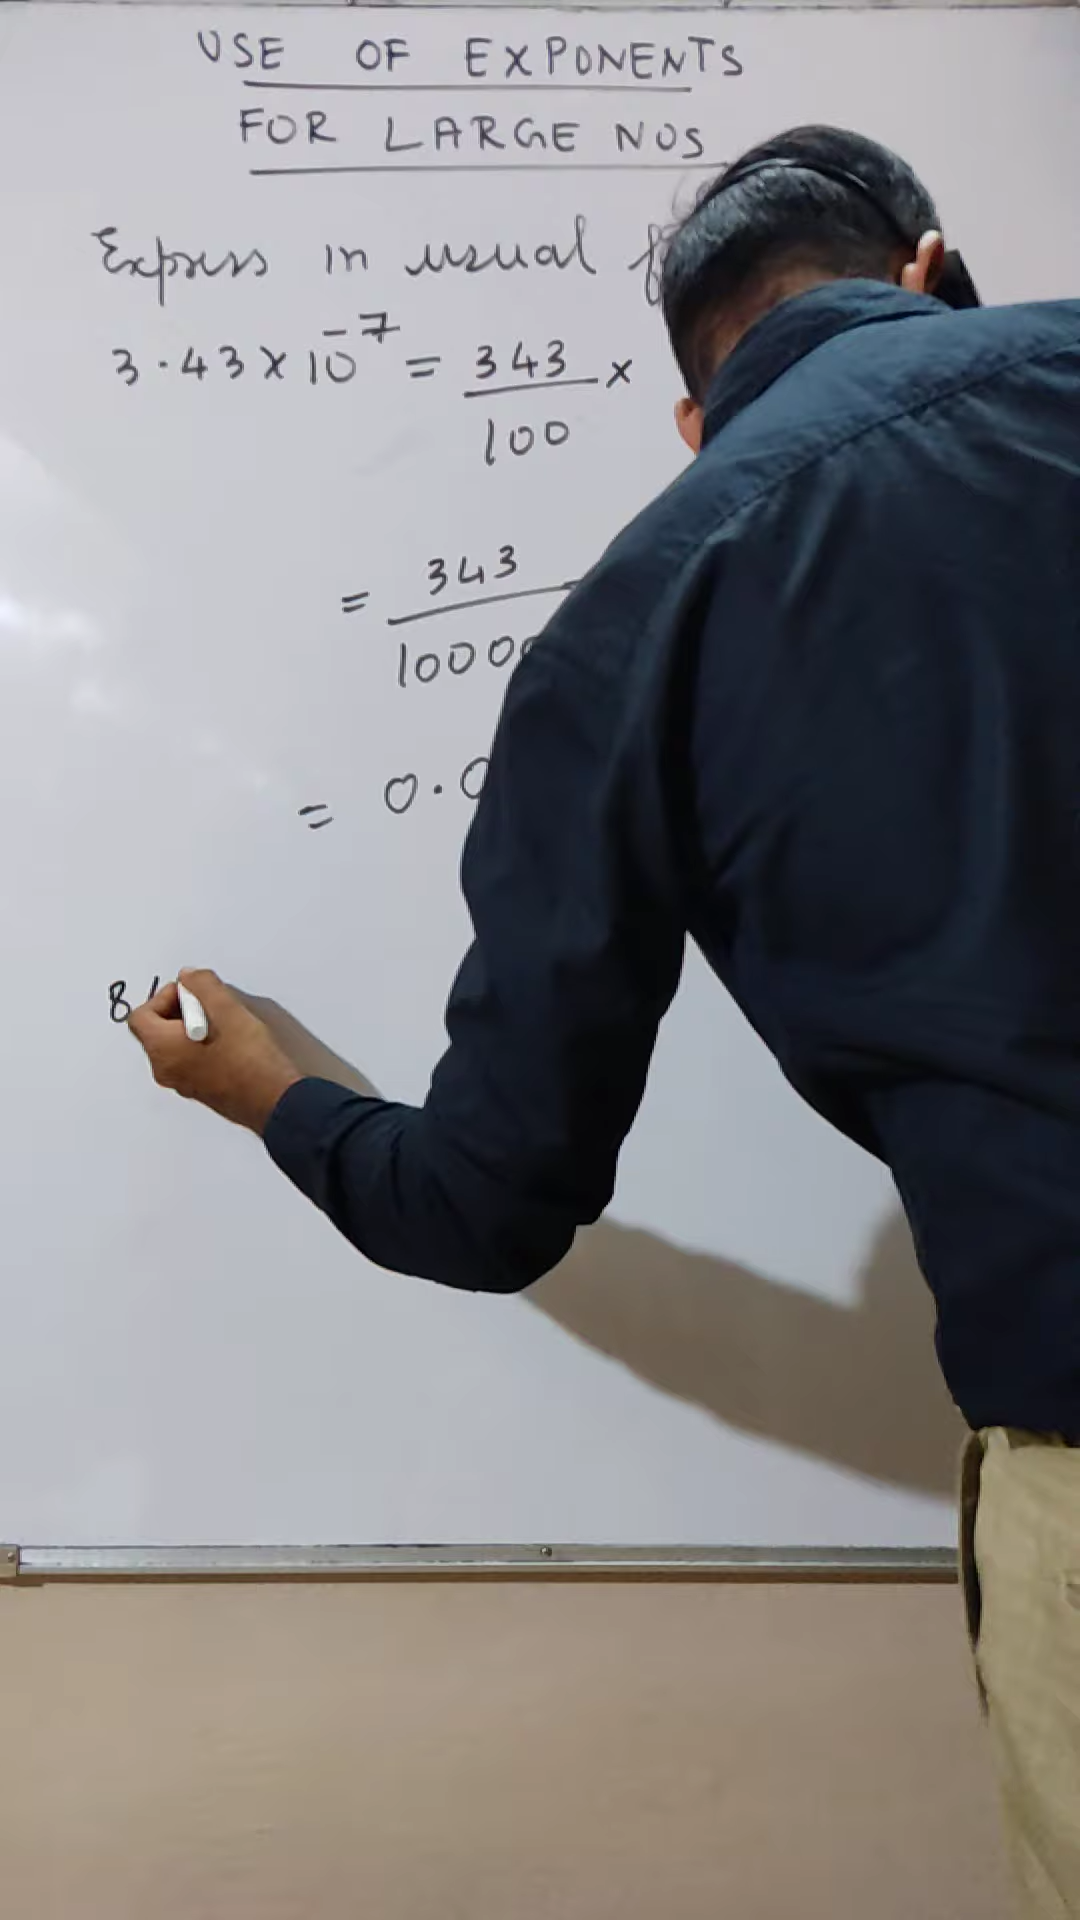 USE OF EXPONENTS
FOR LARGE NOS
Express in usual
3.43 × 10⁻⁷ = 343/100 ×
= 343/1000
= 0.0
8